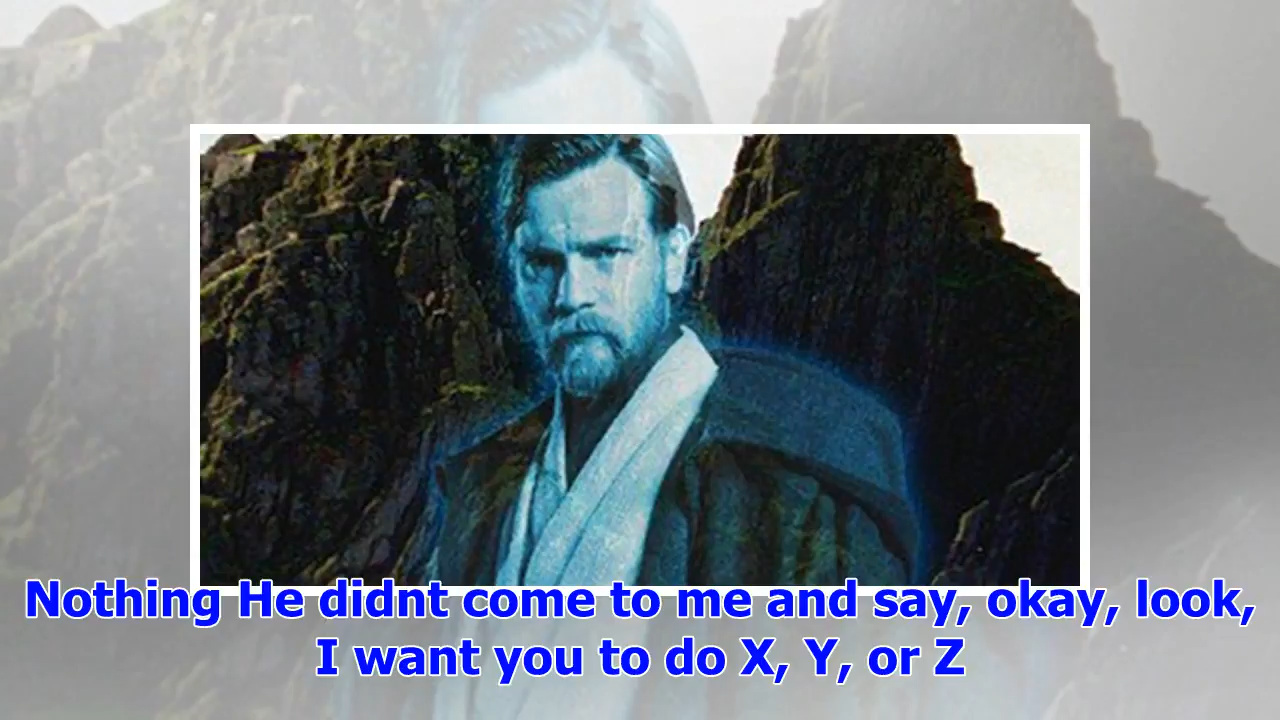 Nothing He didnt come to me and say, okay, look,
I want you to do X, Y, or Z